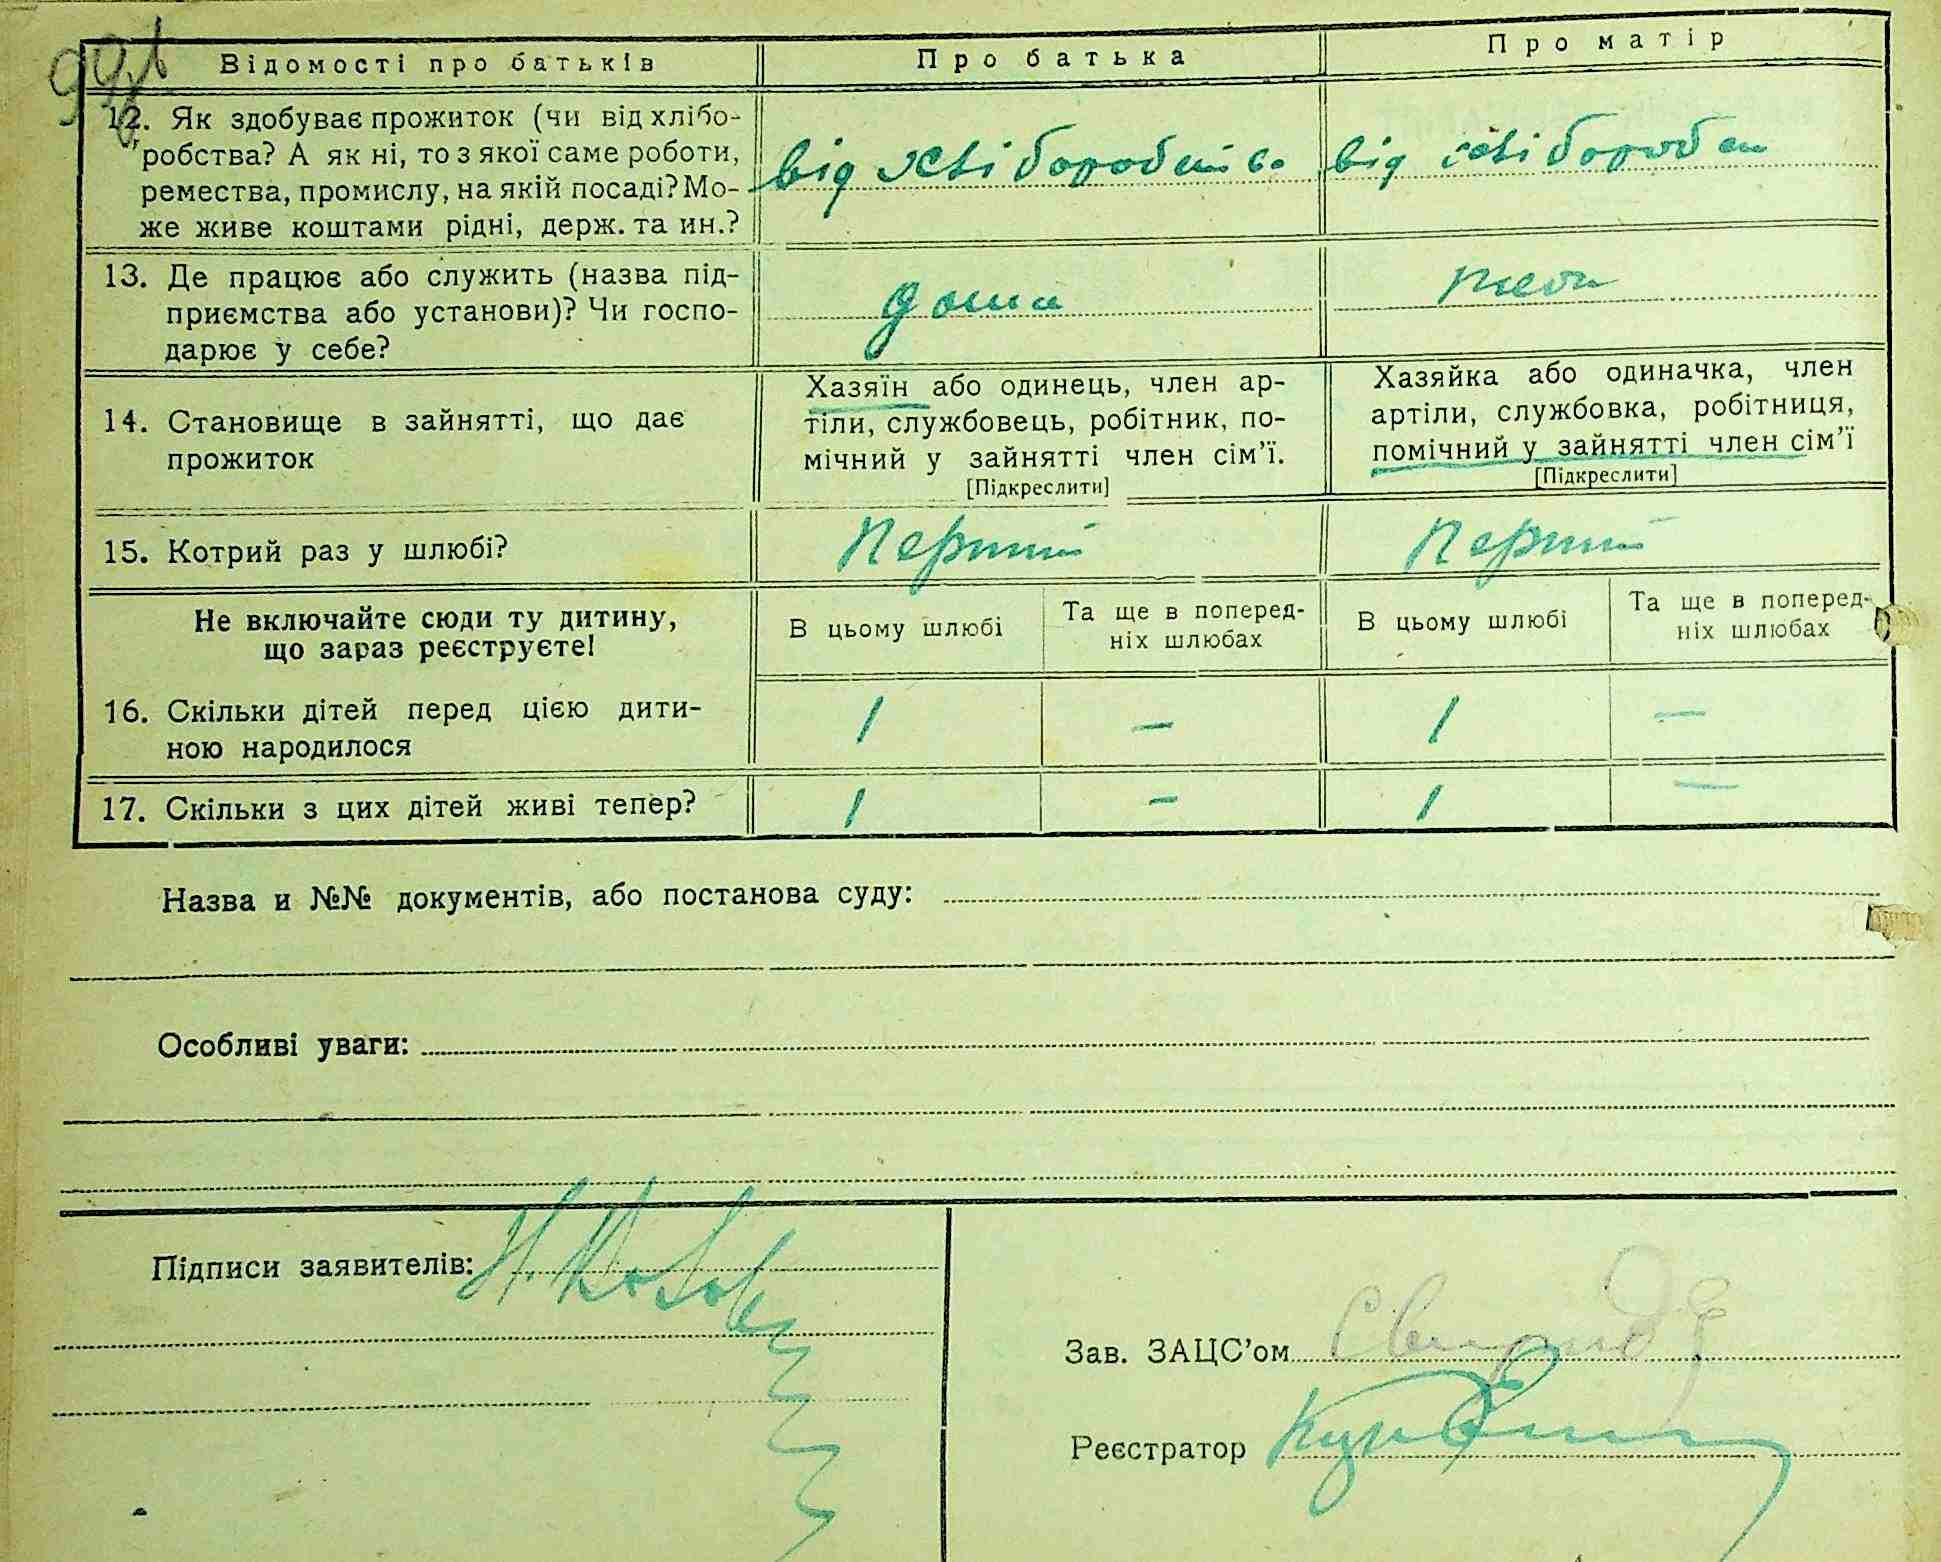 Відомості про батьків Про батька Про матір
12. Як здобуває прожиток (чи від хлібо-
робства? А як ні, то з якої саме роботи,
ремества, промислу, на якій посаді? Мо-
же живе коштами рідні, держ. та ин.?
від хліборобства від хлібороб
13. Де працює або служить (назва під-
приємства або установи)? Чи госпо-
дарює у себе?
дома теж
14. Становище в зайнятті, що дає
прожиток
Хазяїн або одинець, член ар-
тіли, службовець, робітник, по-
мічний у зайнятті член сім’ї.
[Підкреслити]
Хазяйка або одиначка, член
артіли, службовка, робітниця,
помічний у зайнятті член сім’ї
[Підкреслити]
15. Котрий раз у шлюбі? Перший Перший
Не включайте сюди ту дитину,
що зараз реєструєте!
В цьому шлюбі
Та ще в поперед-
ніх шлюбах
В цьому шлюбі
Та ще в поперед-
ніх шлюбах
16. Скільки дітей перед цією дити-
ною народилося
1 – 1 –
17. Скільки з цих дітей живі тепер? 1 – 1 –
Назва и №№ документів, або постанова суду:
Особливі уваги:
Підписи заявителів:
Зав. ЗАЦС’ом
Реєстратор